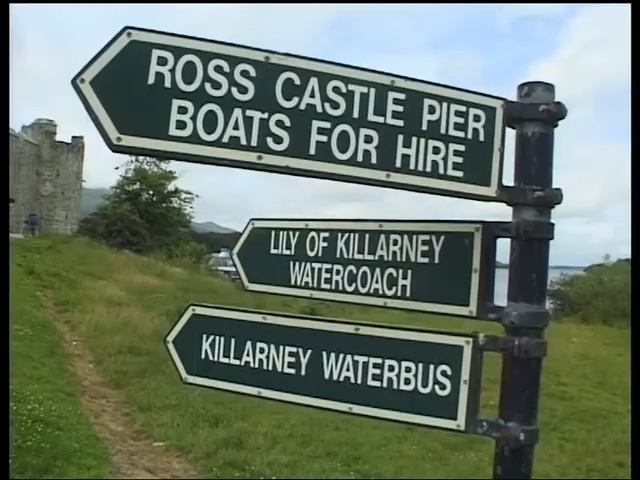 ROSS CASTLE PIER
BOATS FOR HIRE
LILY OF KILLARNEY
WATERCOACH
KILLARNEY WATERBUS